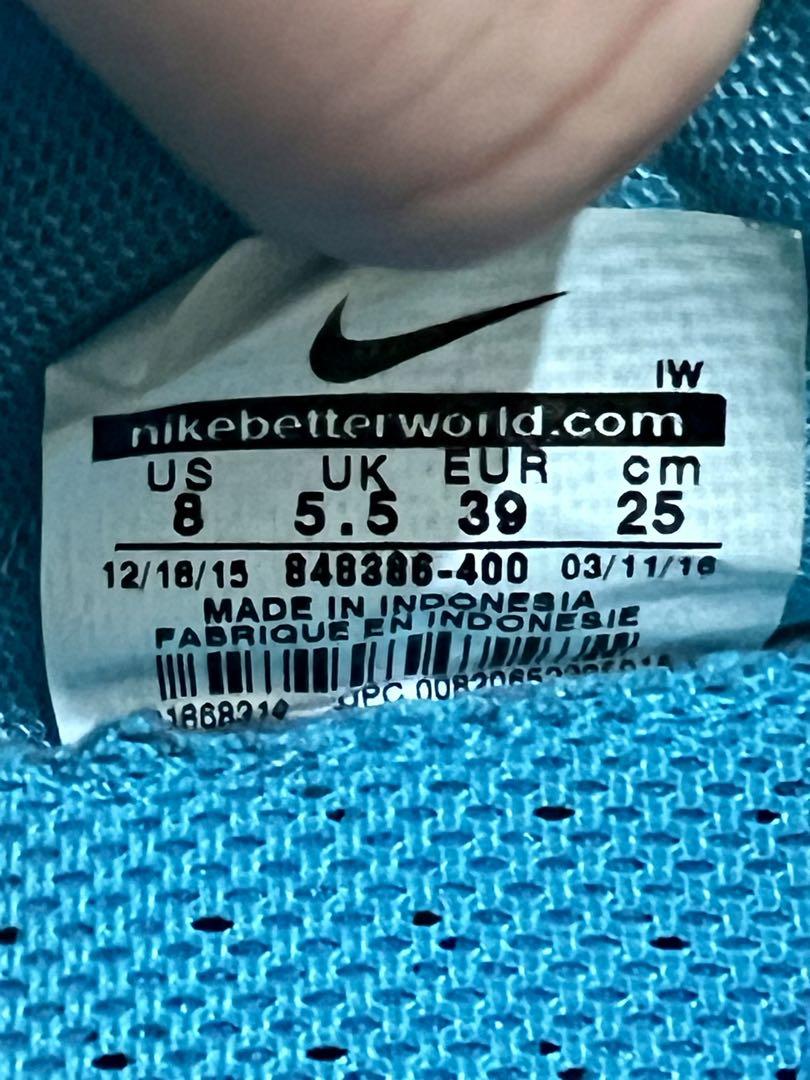 IW
nikebetterworld.com
US UK EUR cm
8 5.5 39 25
12/18/15 848386-400 03/11/16
MADE IN INDONESIA
FABRIQUE EN INDONESIE
UPC